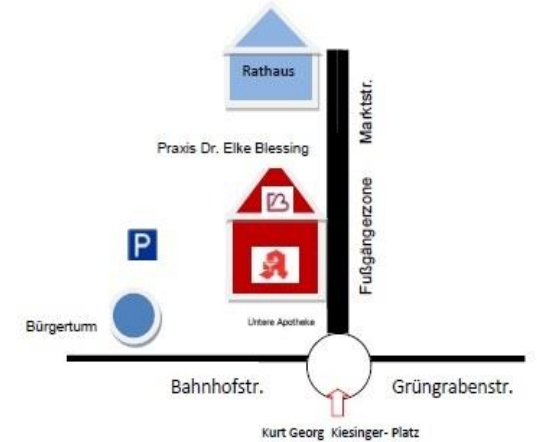 Rathaus
Marktstr.
Fußgängerzone
Praxis Dr. Elke Blessing
B
P
A
Bürgerturm
Untere Apotheke
Bahnhofstr.
Grüngrabenstr.
Kurt Georg Kiesinger- Platz